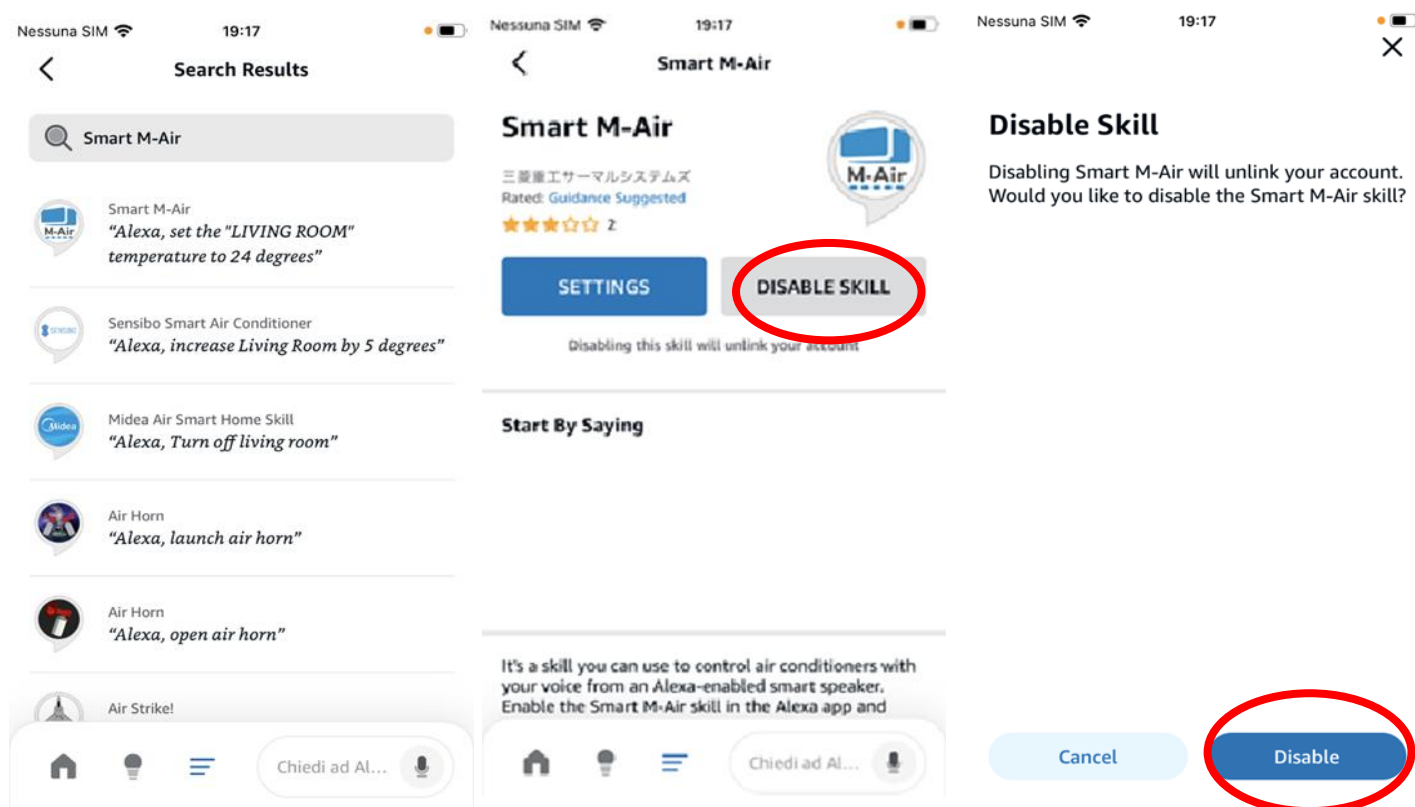 Nessuna SIM 19:17
Search Results
Smart M-Air
M-Air
Smart M-Air
“Alexa, set the "LIVING ROOM"
temperature to 24 degrees”
Sensibo Smart Air Conditioner
“Alexa, increase Living Room by 5 degrees”
Midea
Midea Air Smart Home Skill
“Alexa, Turn off living room”
Air Horn
“Alexa, launch air horn”
Air Horn
“Alexa, open air horn”
Air Strike!
Chiedi ad Al...
Nessuna SIM 19:17
Smart M-Air
Smart M-Air
M-Air
三菱重工サーマルシステムズ
Rated: Guidance Suggested
SETTINGS
DISABLE SKILL
Disabling this skill will unlink your account
Start By Saying
It's a skill you can use to control air conditioners with
your voice from an Alexa-enabled smart speaker.
Enable the Smart M-Air skill in the Alexa app and
Chiedi ad Al...
Nessuna SIM 19:17
Disable Skill
Disabling Smart M-Air will unlink your account.
Would you like to disable the Smart M-Air skill?
Cancel
Disable